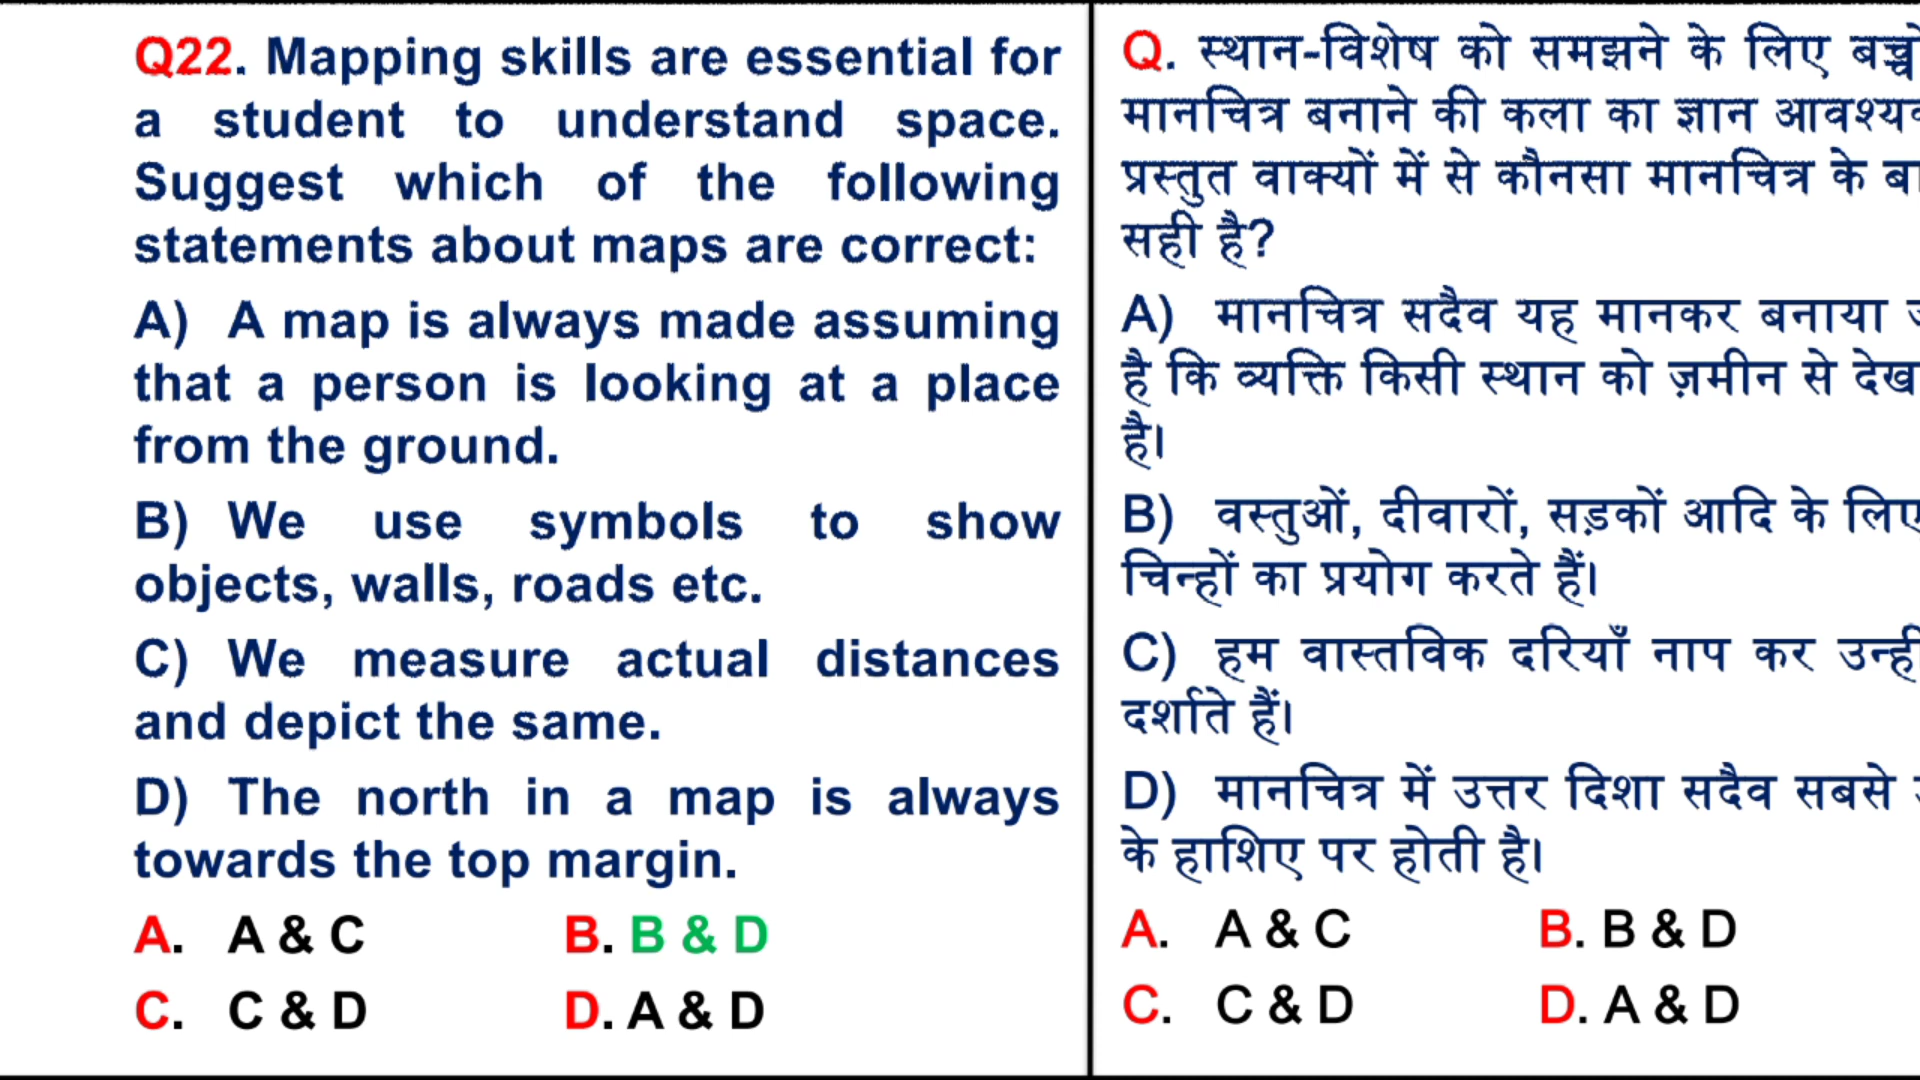 Q22. Mapping skills are essential for
a student to understand space.
Suggest which of the following
statements about maps are correct:
A) A map is always made assuming
that a person is looking at a place
from the ground.
B) We use symbols to show
objects, walls, roads etc.
C) We measure actual distances
and depict the same.
D) The north in a map is always
towards the top margin.
A. A & C B. B & D
C. C & D D. A & D
Q. स्थान-विशेष को समझने के लिए
मानचित्र बनाने की कला का ज्ञान
प्रस्तुत वाक्यों में से कौनसा मानचित्र के
सही है?
A) मानचित्र सदैव यह मानकर बनाया
है कि व्यक्ति किसी स्थान को ज़मीन से
है।
B) वस्तुओं, दीवारों, सड़कों आदि के लिए
चिन्हों का प्रयोग करते हैं।
C) हम वास्तविक दरियाँ नाप कर
दर्शाते हैं।
D) मानचित्र में उत्तर दिशा सदैव सबसे
के हाशिए पर होती है।
A. A & C B. B & D
C. C & D D. A & D